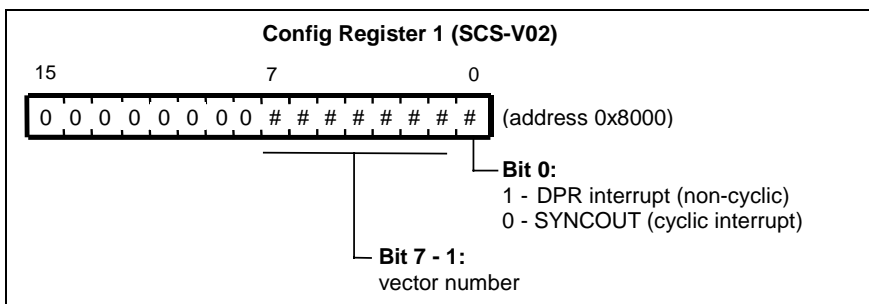 Config Register 1 (SCS-V02)
15 7 0
0 0 0 0 0 0 0 0 # # # # # # # # (address 0x8000)
Bit 0:
1 - DPR interrupt (non-cyclic)
0 - SYNCOUT (cyclic interrupt)
Bit 7 - 1:
vector number